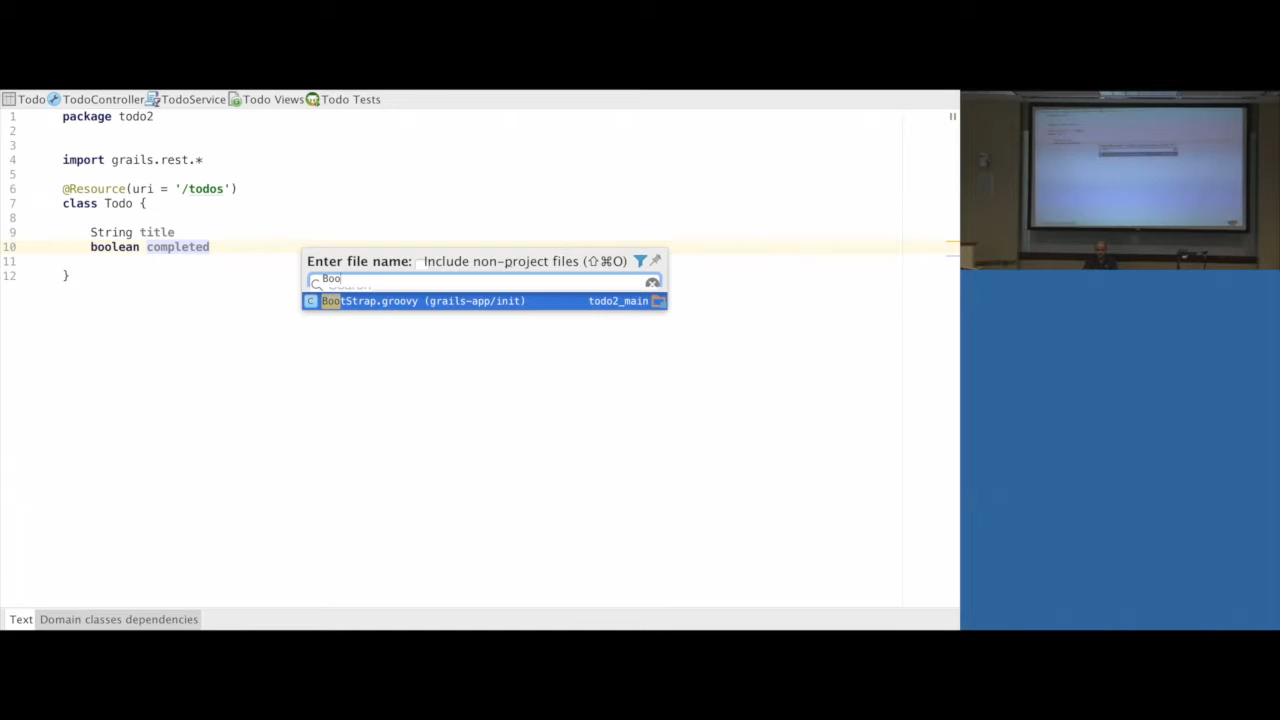 Todo TodoController TodoService Todo Views Todo Tests
1 package todo2
2
3
4 import grails.rest.*
5
6 @Resource(uri = '/todos')
7 class Todo {
8
9 String title
10 boolean completed
11
12 }
Enter file name: Include non-project files (⇧⌘O)
Boo
BootStrap.groovy (grails-app/init) todo2_main
Text Domain classes dependencies